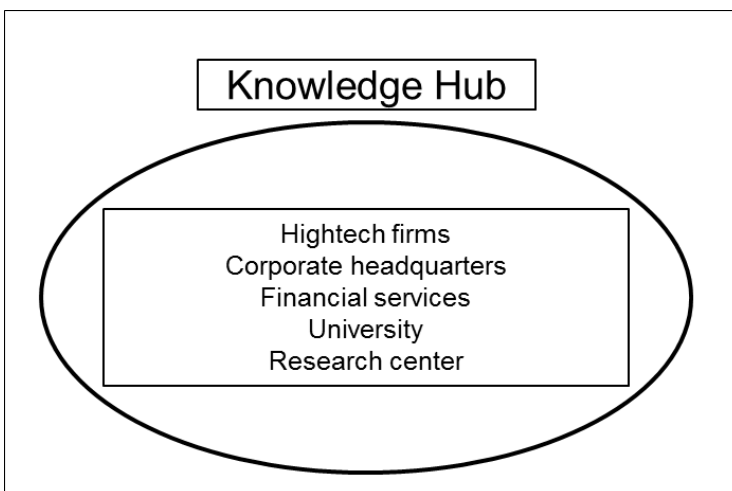 Knowledge Hub
Hightech firms
Corporate headquarters
Financial services
University
Research center